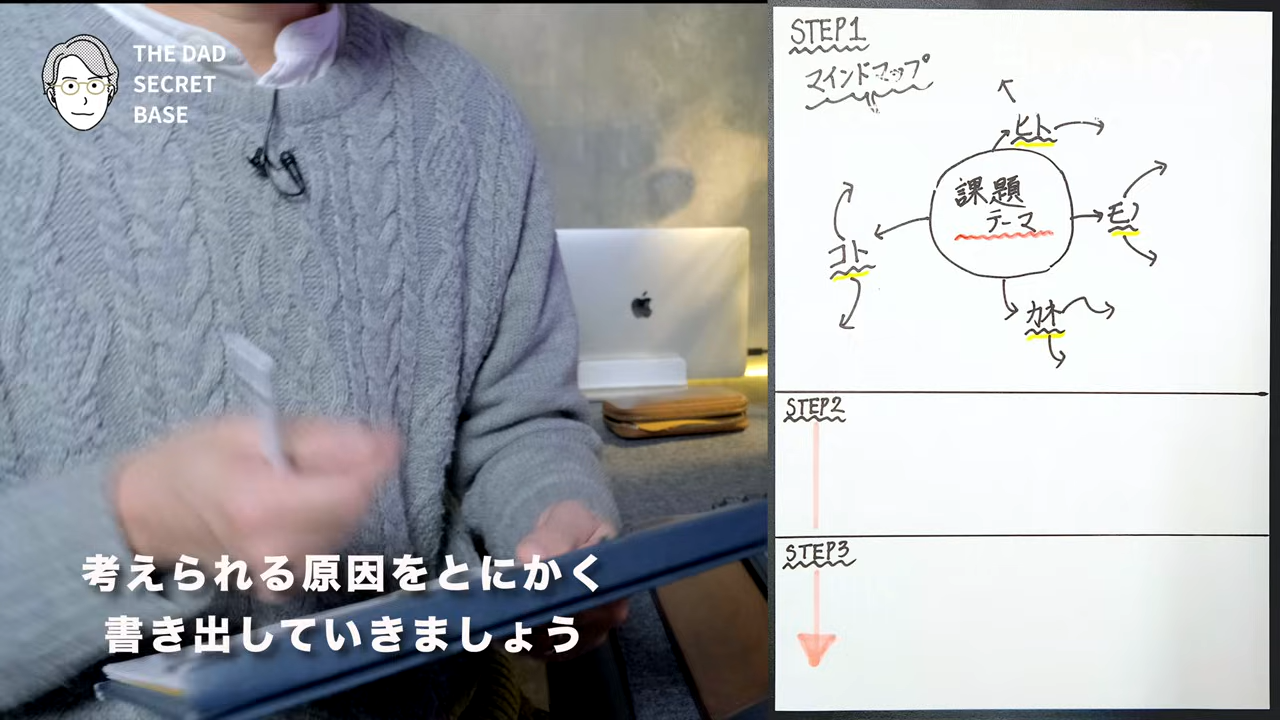 THE DAD
SECRET
BASE
考えられる原因をとにかく
書き出していきましょう
STEP1
マインドマップ
ヒト
課題
テーマ
モノ
コト
カネ
STEP2
STEP3